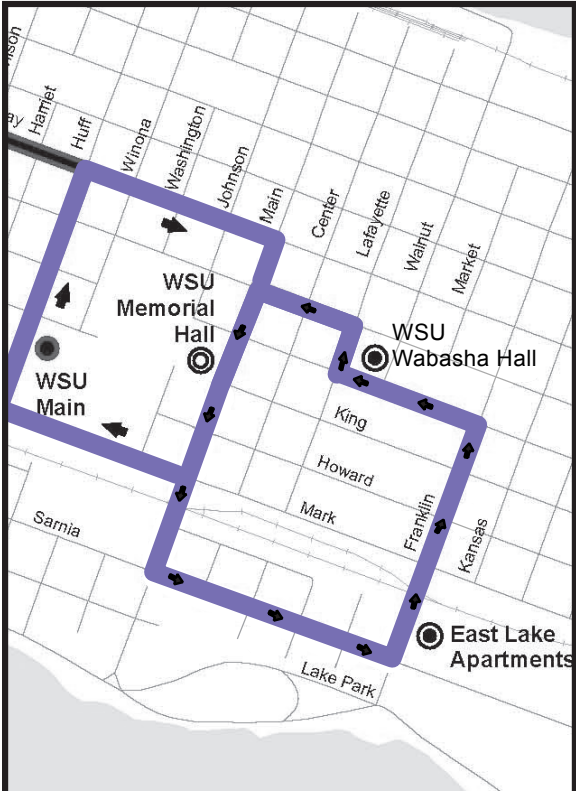 Harriet
Huff
Winona
Washington
Johnson
Main
Center
Lafayette
Walnut
Market
WSU
Memorial
Hall
WSU
Wabasha Hall
WSU
Main
King
Howard
Mark
Franklin
Kansas
Sarnia
East Lake
Apartments
Lake Park